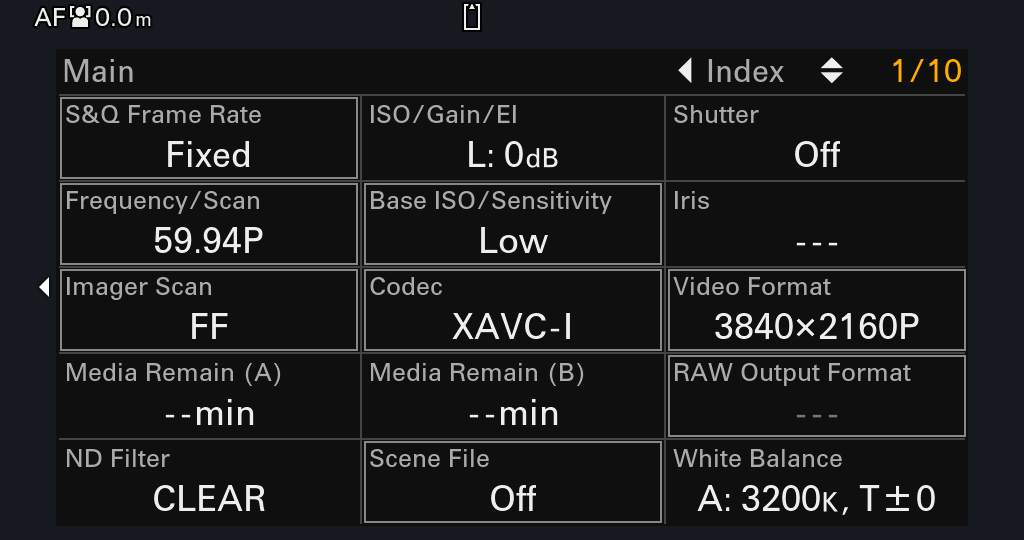 AF 0.0m
Main Index 1/10
S&Q Frame Rate ISO/Gain/EI Shutter
Fixed L: 0dB Off
Frequency/Scan Base ISO/Sensitivity Iris
59.94P Low ---
Imager Scan Codec Video Format
FF XAVC-I 3840×2160P
Media Remain (A) Media Remain (B) RAW Output Format
--min --min ---
ND Filter Scene File White Balance
CLEAR Off A: 3200K, T±0